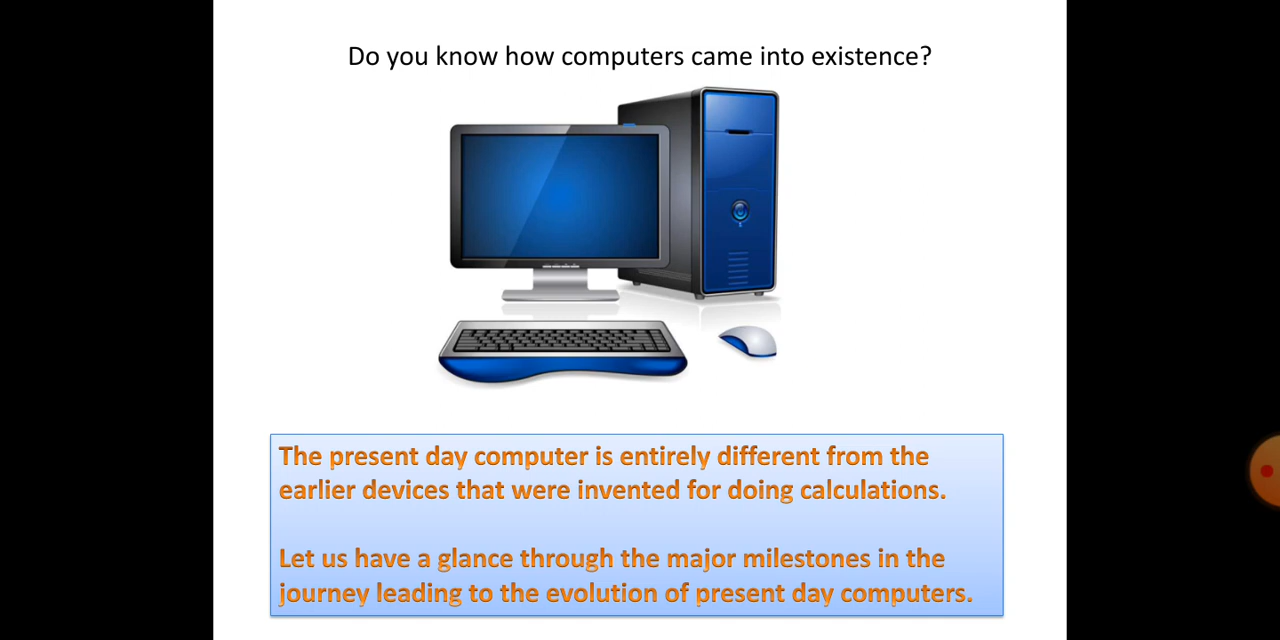 Do you know how computers came into existence?
The present day computer is entirely different from the
earlier devices that were invented for doing calculations.
Let us have a glance through the major milestones in the
journey leading to the evolution of present day computers.